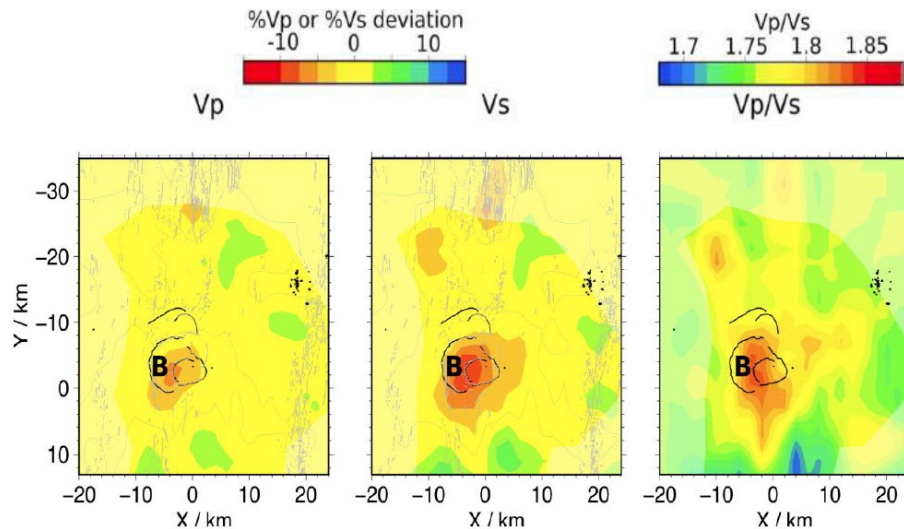 %Vp or %Vs deviation
-10 0 10
Vp/Vs
1.7 1.75 1.8 1.85
Vp Vs Vp/Vs
Y / km
−30
−20
−10
0
10
B B B
−20 −10 0 10 20 −20 −10 0 10 20 −20 −10 0 10 20
X / km X / km X / km